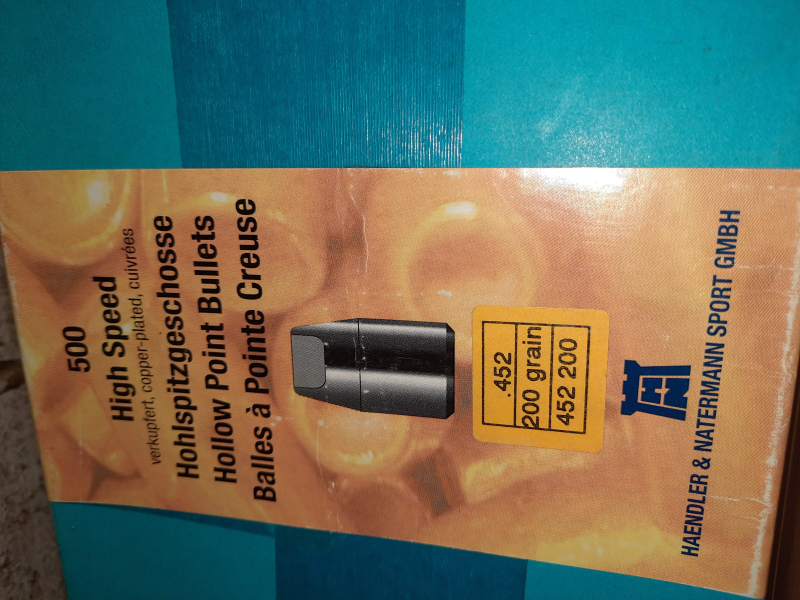 500
High Speed
verkupfert, copper-plated, cuivrées
Hohlspitzgeschosse
Hollow Point Bullets
Balles à Pointe Creuse
.452
200 grain
452 200
HAENDLER & NATERMANN SPORT GMBH